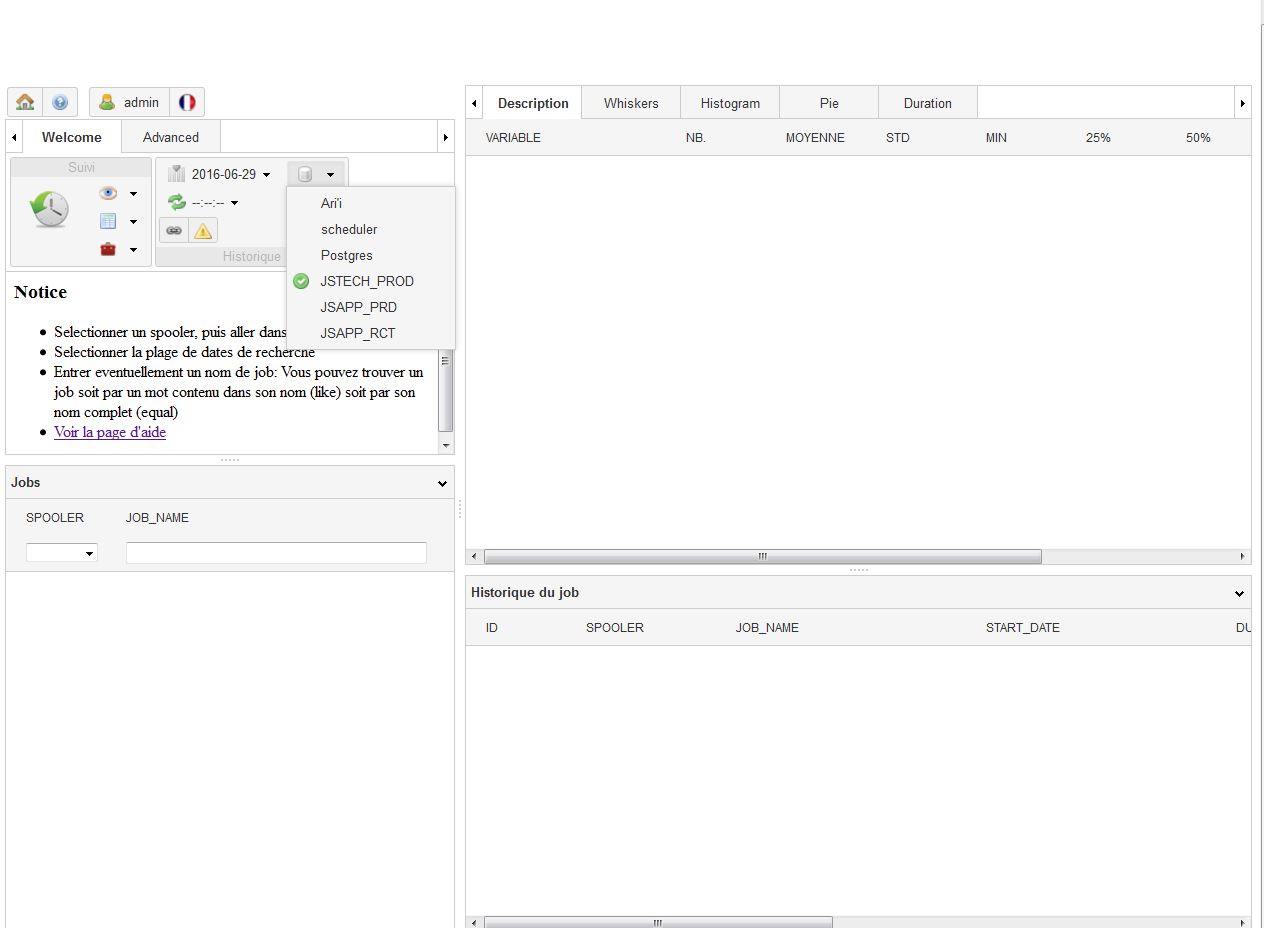 admin
Welcome
Advanced
Suivi
2016-06-29
--:--:--
Historique
Ari'i
scheduler
Postgres
JSTECH_PROD
JSAPP_PRD
JSAPP_RCT
Notice
Selectionner un spooler, puis aller dans
Selectionner la plage de dates de recherche
Entrer eventuellement un nom de job: Vous pouvez trouver un
job soit par un mot contenu dans son nom (like) soit par son
nom complet (equal)
Voir la page d'aide
Jobs
SPOOLER JOB_NAME
Description Whiskers Histogram Pie Duration
VARIABLE NB. MOYENNE STD MIN 25% 50%
Historique du job
ID SPOOLER JOB_NAME START_DATE DU